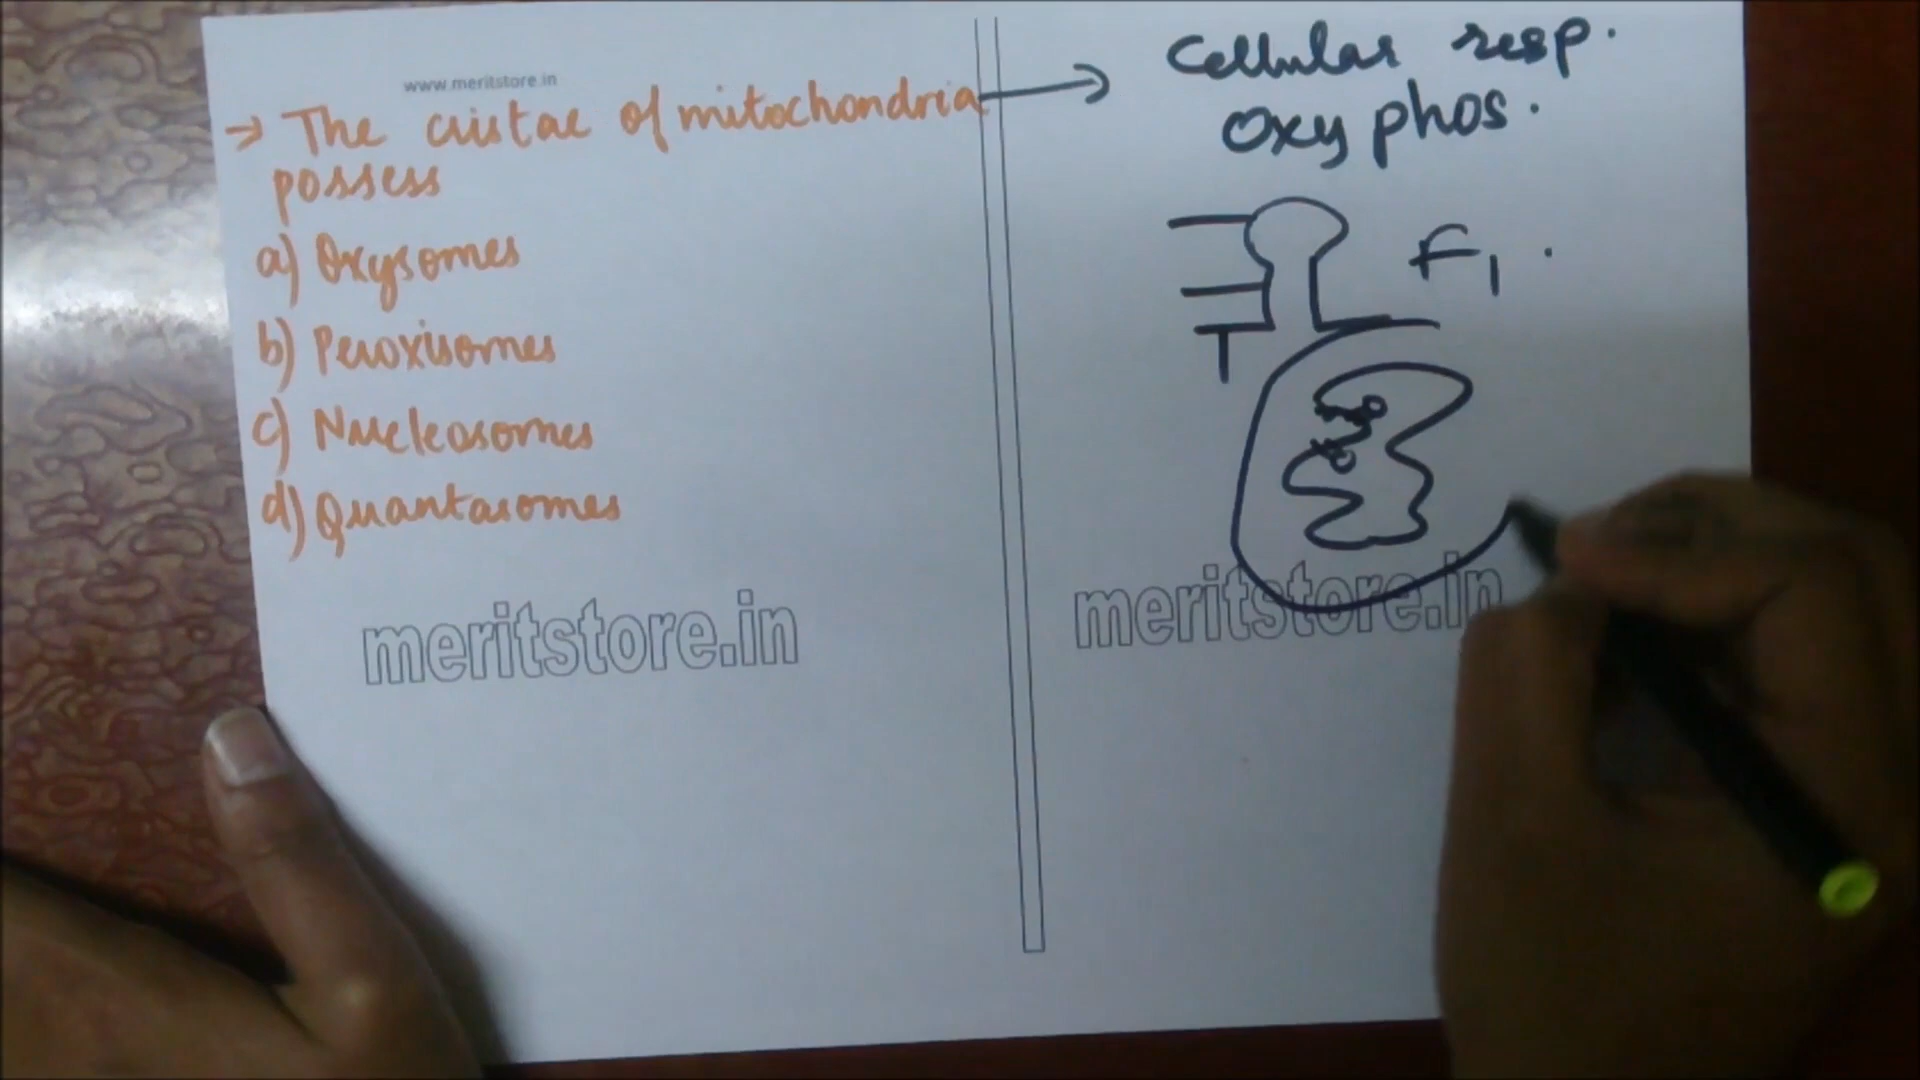 www.meritstore.in
→ The cristae of mitochondria
possess
a) Oxysomes
b) Peroxisomes
c) Nucleosomes
d) Quantasomes
meritstore.in
→ Cellular resp.
Oxy phos.
F1.
meritstore.in